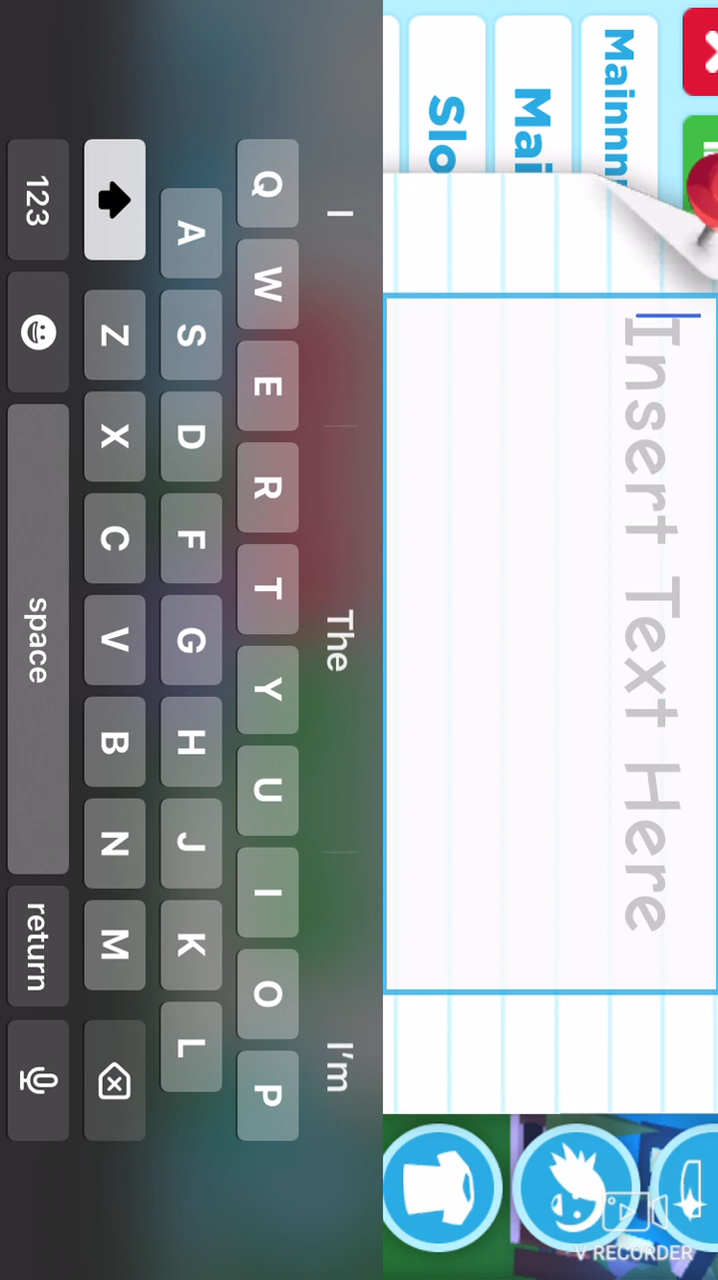 Mainnn
Mai
Slo
Insert Text Here
I The I'm
Q W E R T Y U I O P
A S D F G H J K L
Z X C V B N M
123 space return
V RECORDER